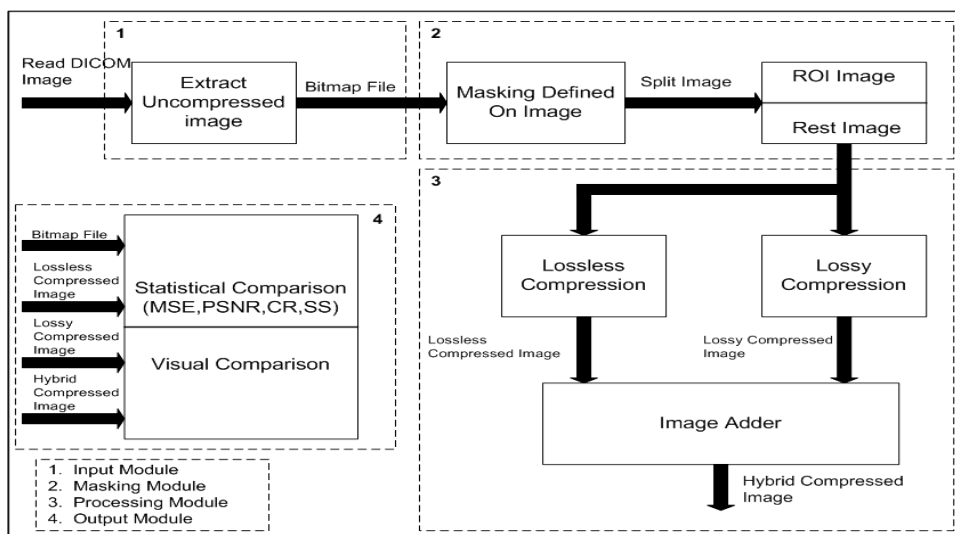 1
Read DICOM
Image
Extract
Uncompressed
image
Bitmap File
2
Masking Defined
On Image
Split Image
ROI Image
Rest Image
3
Lossless
Compression
Lossy
Compression
Lossless
Compressed Image
Lossy Compressed
Image
Image Adder
Hybrid Compressed
Image
4
Bitmap File
Lossless
Compressed
Image
Lossy
Compressed
Image
Hybrid
Compressed
Image
Statistical Comparison
(MSE,PSNR,CR,SS)
Visual Comparison
1. Input Module
2. Masking Module
3. Processing Module
4. Output Module